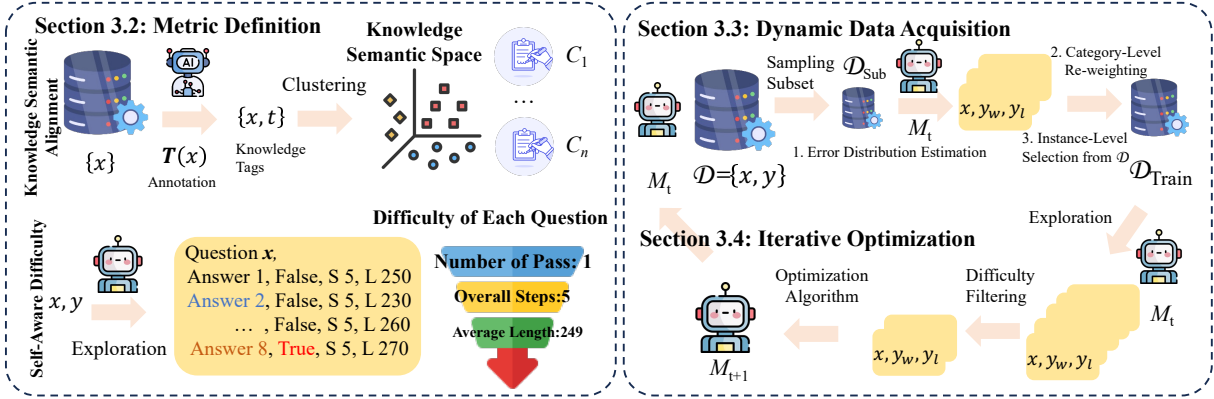 Section 3.2: Metric Definition
Knowledge Semantic
Alignment
{x}
AI
T(x)
Annotation
{x, t}
Knowledge
Tags
Clustering
Knowledge
Semantic Space
C1
...
Cn
Self-Aware Difficulty
x, y
Exploration
Question x,
Answer 1, False, S 5, L 250
Answer 2, False, S 5, L 230
... , False, S 5, L 260
Answer 8, True, S 5, L 270
Difficulty of Each Question
Number of Pass: 1
Overall Steps:5
Average Length:249
Section 3.3: Dynamic Data Acquisition
Mt
𝒟={x, y}
Sampling
Subset
𝒟Sub
Mt
1. Error Distribution Estimation
x, yw, yl
2. Category-Level
Re-weighting
3. Instance-Level
Selection from 𝒟
𝒟Train
Exploration
Mt
Section 3.4: Iterative Optimization
x, yw, yl
Difficulty
Filtering
x, yw, yl
Optimization
Algorithm
Mt+1